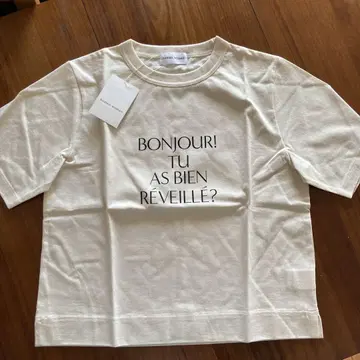 BONJOUR!
TU
AS BIEN
RÉVEILLÉ?